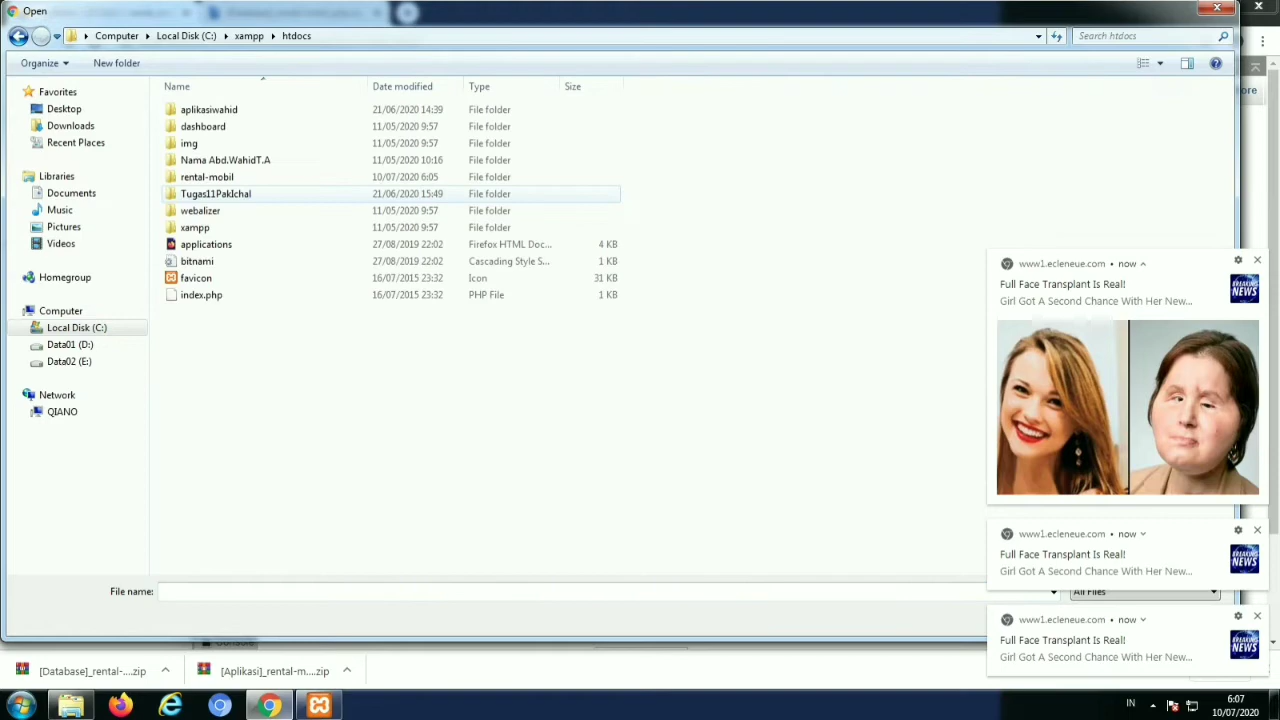 Open
Computer Local Disk (C:) xampp htdocs
Search htdocs
Organize New folder
ore
Name Date modified Type Size
Favorites
Desktop
Downloads
Recent Places
Libraries
Documents
Music
Pictures
Videos
Homegroup
Computer
Local Disk (C:)
Data01 (D:)
Data02 (E:)
Network
QIANO
aplikasiwahid 21/06/2020 14:39 File folder
dashboard 11/05/2020 9:57 File folder
img 11/05/2020 9:57 File folder
Nama Abd.WahidT.A 11/05/2020 10:16 File folder
rental-mobil 10/07/2020 6:05 File folder
Tugas11PakIchal 21/06/2020 15:49 File folder
webalizer 11/05/2020 9:57 File folder
xampp 11/05/2020 9:57 File folder
applications 27/08/2019 22:02 Firefox HTML Doc... 4 KB
bitnami 27/08/2019 22:02 Cascading Style S... 1 KB
favicon 16/07/2015 23:32 Icon 31 KB
index.php 16/07/2015 23:32 PHP File 1 KB
www1.ecleneue.com • now
Full Face Transplant Is Real!
Girl Got A Second Chance With Her New...
BREAKING
NEWS
www1.ecleneue.com • now
Full Face Transplant Is Real!
Girl Got A Second Chance With Her New...
BREAKING
NEWS
File name:
All Files
www1.ecleneue.com • now
Full Face Transplant Is Real!
Girl Got A Second Chance With Her New...
BREAKING
NEWS
Console
[Database]_rental-....zip
[Aplikasi]_rental-m....zip
IN
6:07
10/07/2020